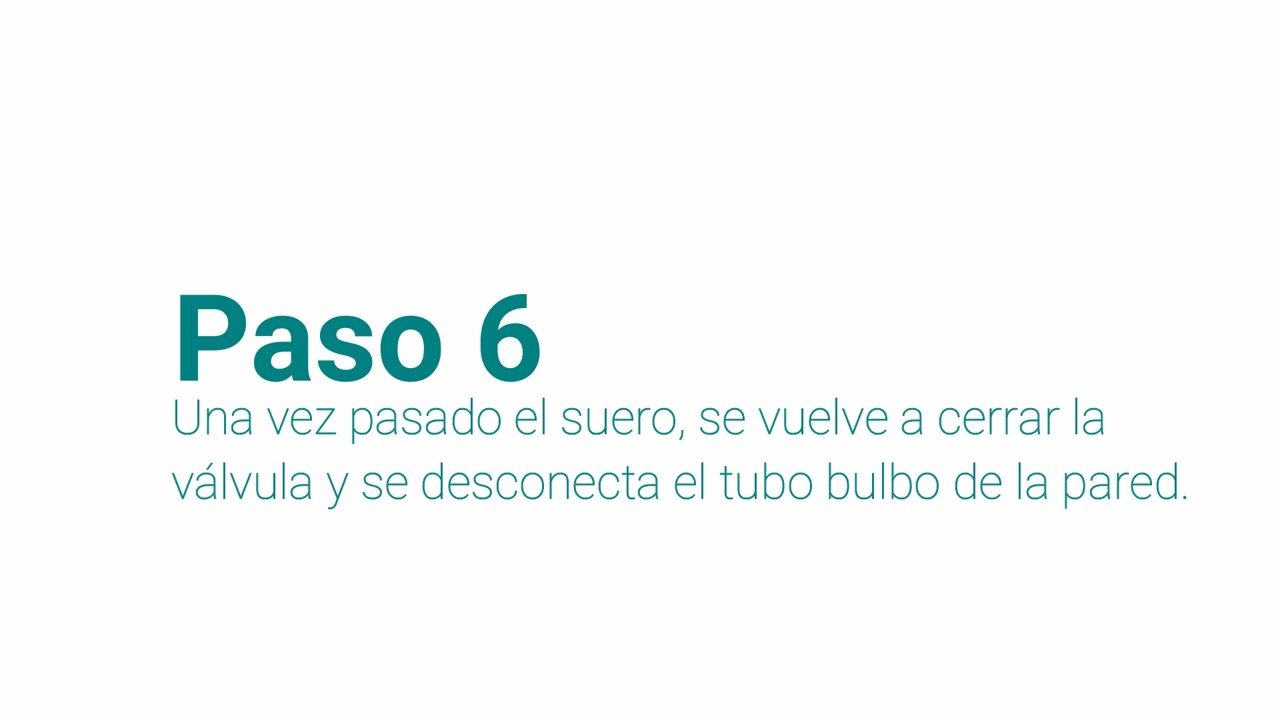 Paso 6
Una vez pasado el suero, se vuelve a cerrar la
válvula y se desconecta el tubo bulbo de la pared.